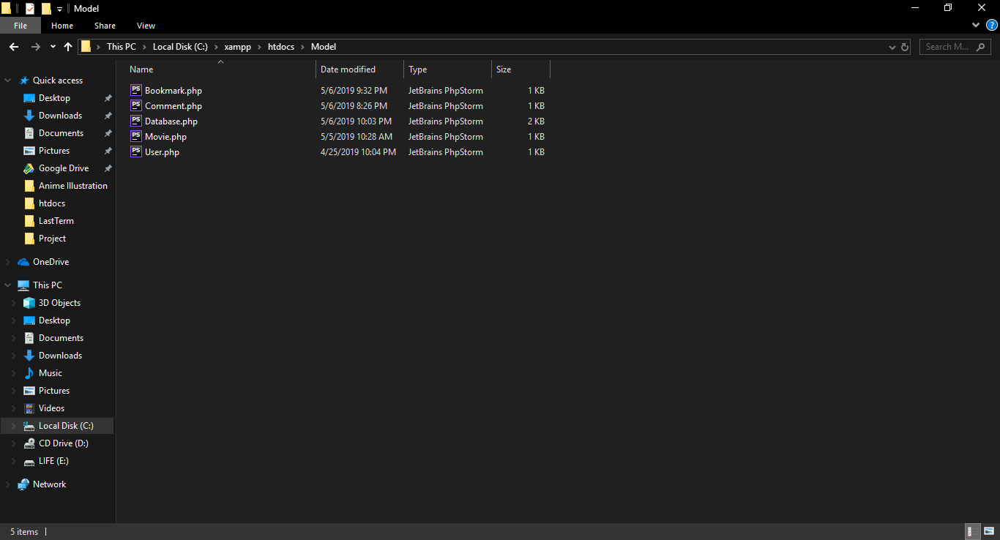 Model
File Home Share View
This PC Local Disk (C:) xampp htdocs Model
Search M...
Name Date modified Type Size
Bookmark.php 5/6/2019 9:32 PM JetBrains PhpStorm 1 KB
Comment.php 5/6/2019 8:26 PM JetBrains PhpStorm 1 KB
Database.php 5/6/2019 10:03 PM JetBrains PhpStorm 2 KB
Movie.php 5/5/2019 10:28 AM JetBrains PhpStorm 1 KB
User.php 4/25/2019 10:04 PM JetBrains PhpStorm 1 KB
Quick access
Desktop
Downloads
Documents
Pictures
Google Drive
Anime Illustration
htdocs
LastTerm
Project
OneDrive
This PC
3D Objects
Desktop
Documents
Downloads
Music
Pictures
Videos
Local Disk (C:)
CD Drive (D:)
LIFE (E:)
Network
5 items